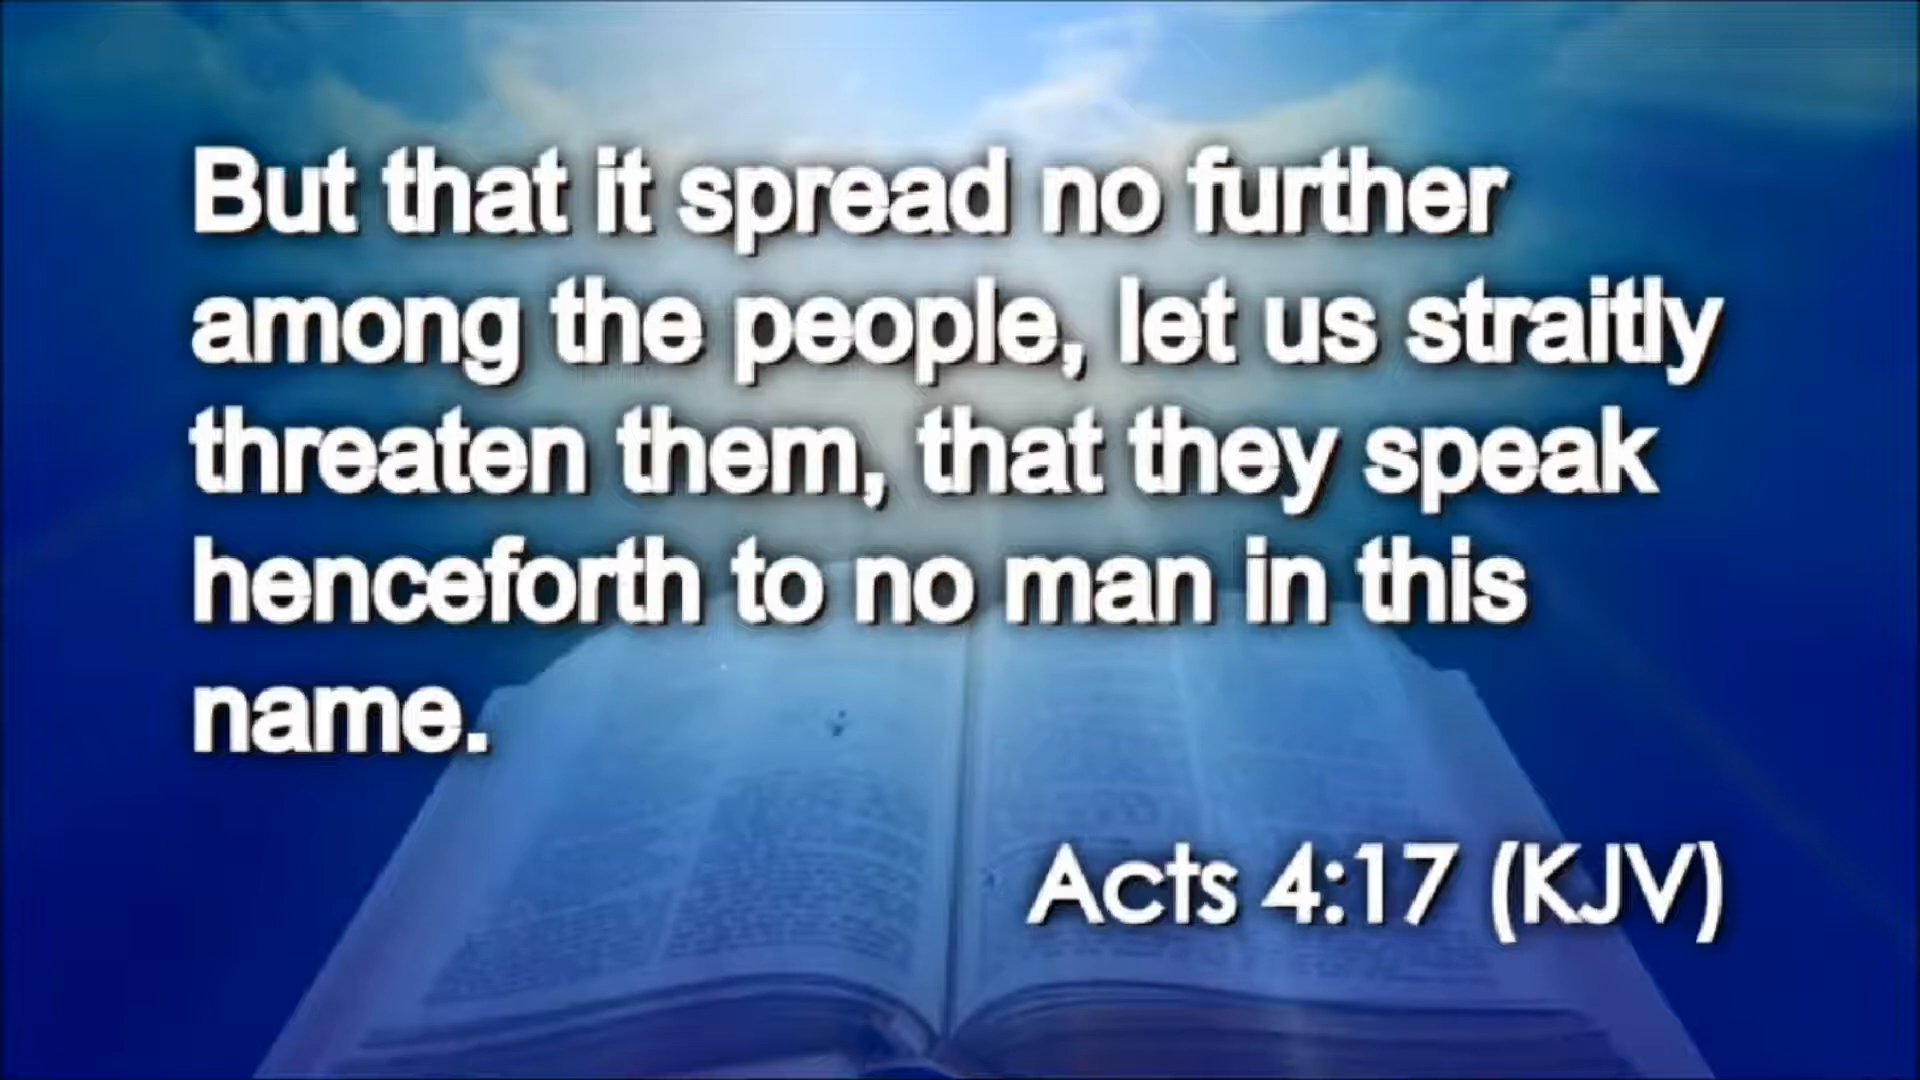 But that it spread no further
among the people, let us straitly
threaten them, that they speak
henceforth to no man in this
name.
Acts 4:17 (KJV)